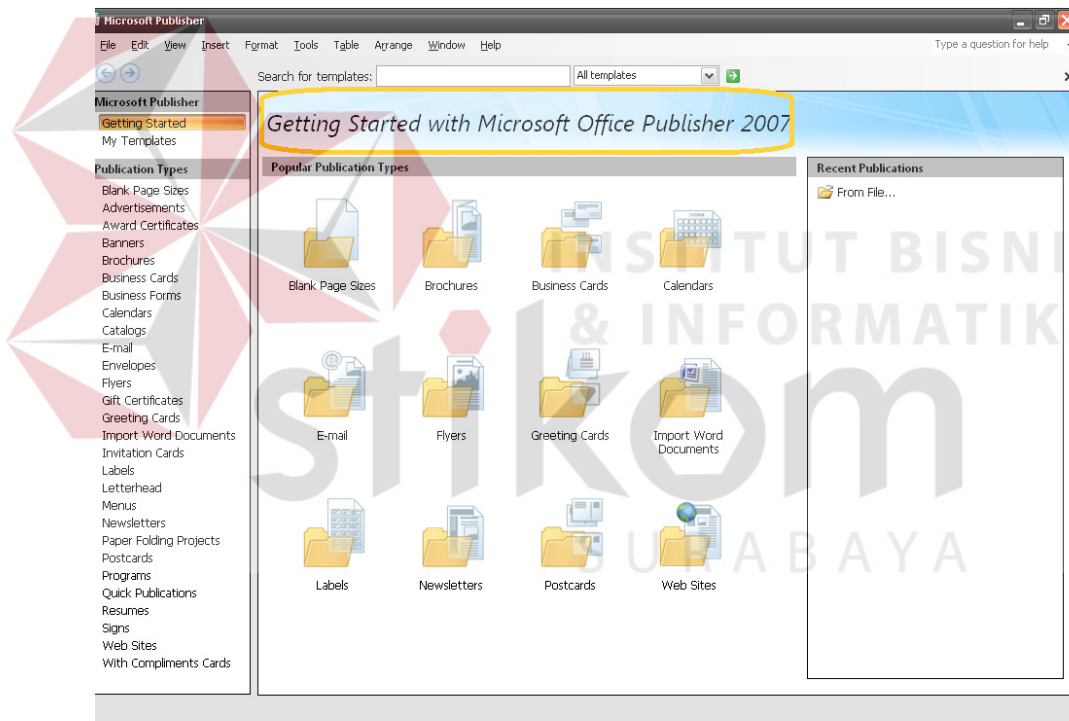 Microsoft Publisher
File Edit View Insert Format Tools Table Arrange Window Help
Type a question for help
Search for templates:
All templates
Microsoft Publisher
Getting Started
My Templates
Publication Types
Blank Page Sizes
Advertisements
Award Certificates
Banners
Brochures
Business Cards
Business Forms
Calendars
Catalogs
E-mail
Envelopes
Flyers
Gift Certificates
Greeting Cards
Import Word Documents
Invitation Cards
Labels
Letterhead
Menus
Newsletters
Paper Folding Projects
Postcards
Programs
Quick Publications
Resumes
Signs
Web Sites
With Compliments Cards
Getting Started with Microsoft Office Publisher 2007
Popular Publication Types
Blank Page Sizes
Brochures
Business Cards
Calendars
E-mail
Flyers
Greeting Cards
Import Word
Documents
Labels
Newsletters
Postcards
Web Sites
Recent Publications
From File...
INSTITUT BISNI
& INFORMATIK
stikom
SURABAYA